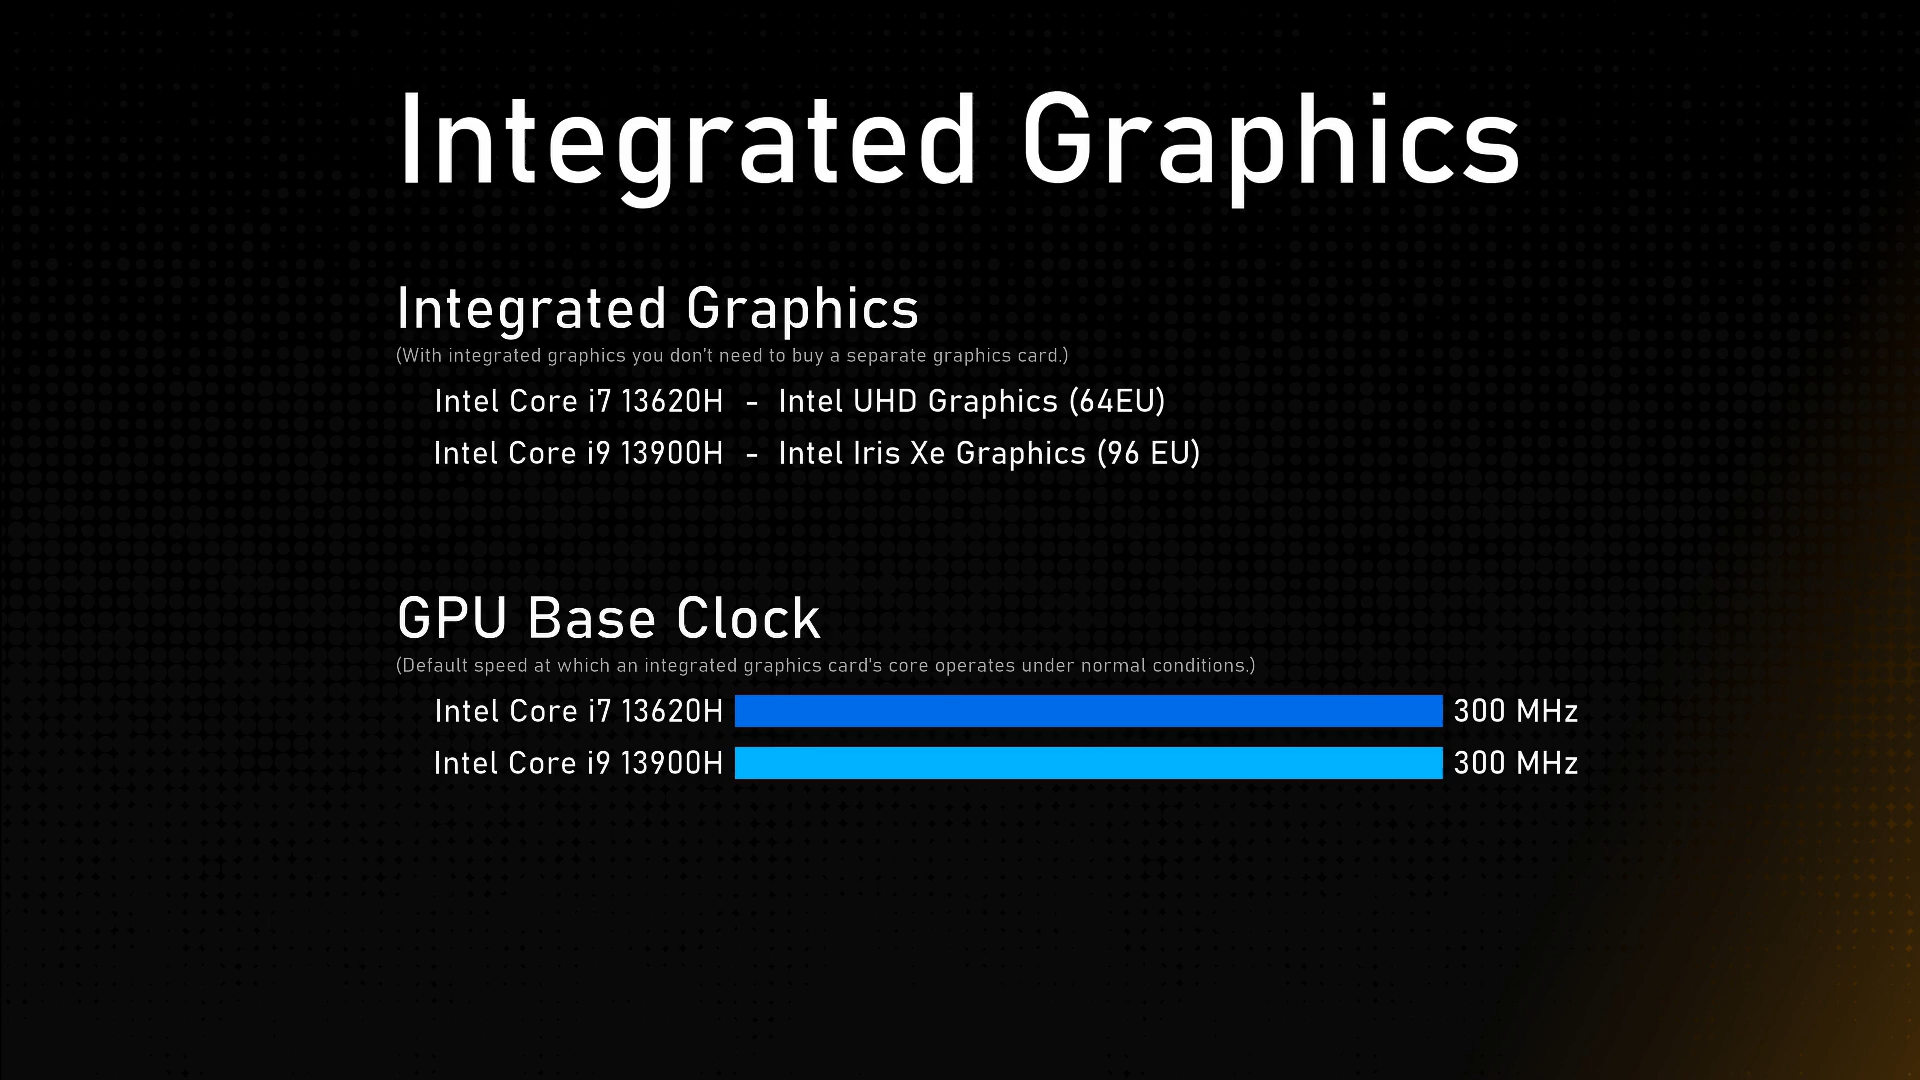 Integrated Graphics
Integrated Graphics
(With integrated graphics you don't need to buy a separate graphics card.)
Intel Core i7 13620H - Intel UHD Graphics (64EU)
Intel Core i9 13900H - Intel Iris Xe Graphics (96 EU)
GPU Base Clock
(Default speed at which an integrated graphics card's core operates under normal conditions.)
Intel Core i7 13620H 300 MHz
Intel Core i9 13900H 300 MHz